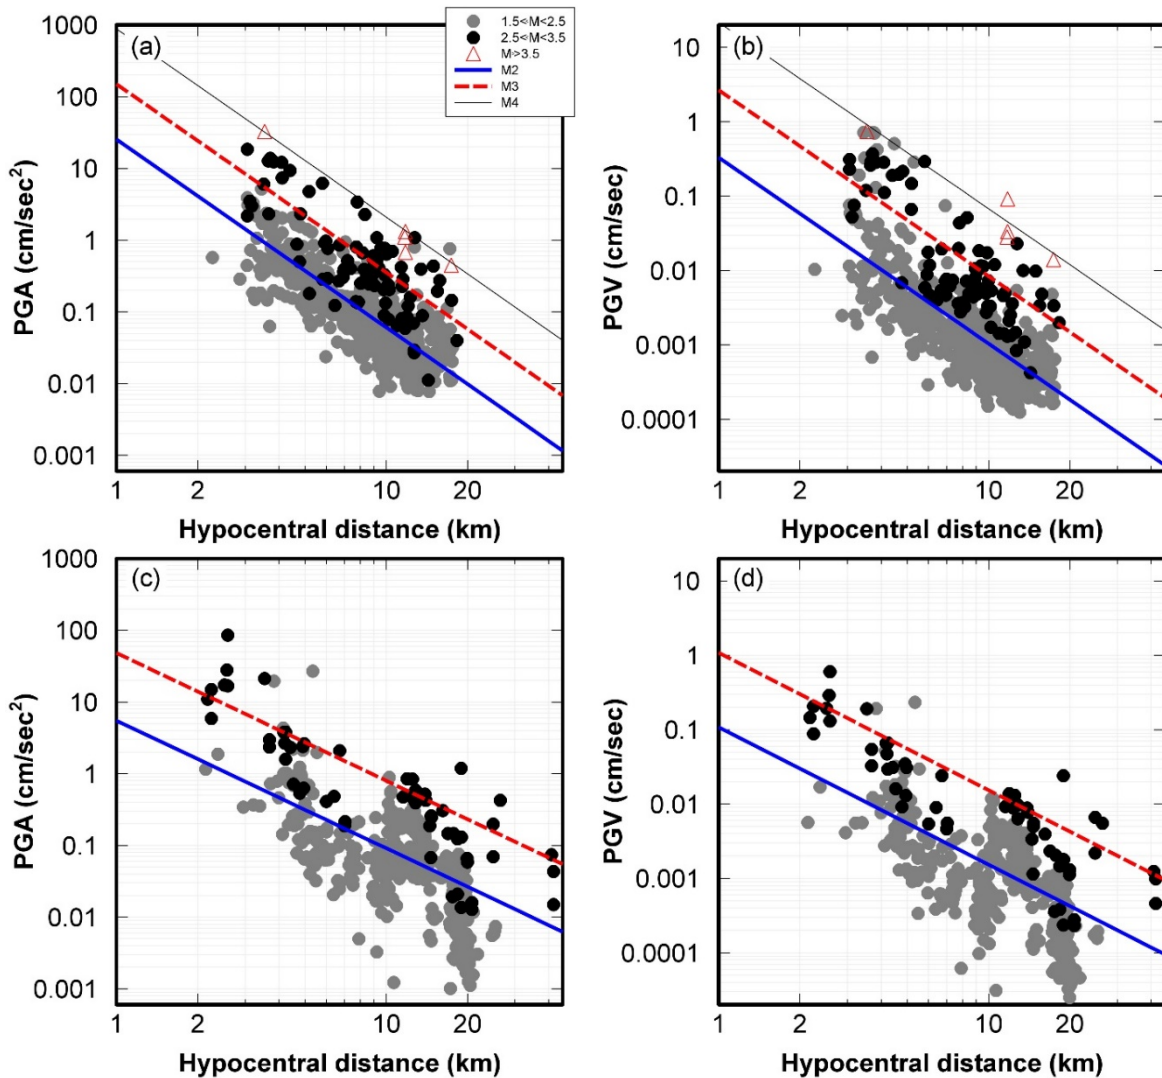 (a)
1000
100
10
1
0.1
0.01
0.001
PGA (cm/sec²)
1 2 10 20
Hypocentral distance (km)
1.5<M<2.5
2.5<M<3.5
M>3.5
M2
M3
M4
(b)
10
1
0.1
0.01
0.001
0.0001
PGV (cm/sec)
1 2 10 20
Hypocentral distance (km)
(c)
1000
100
10
1
0.1
0.01
0.001
PGA (cm/sec²)
1 2 10 20
Hypocentral distance (km)
(d)
10
1
0.1
0.01
0.001
0.0001
PGV (cm/sec)
1 2 10 20
Hypocentral distance (km)